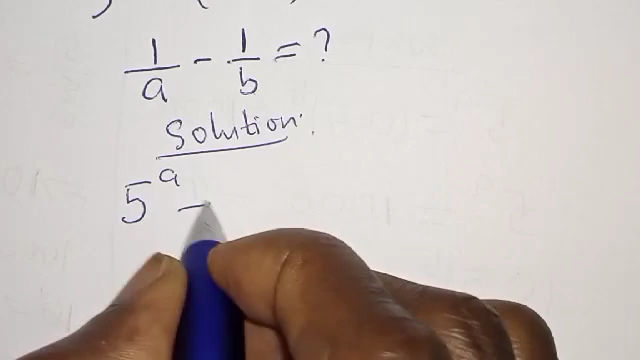 1/a - 1/b = ?
Solution.
5^a -